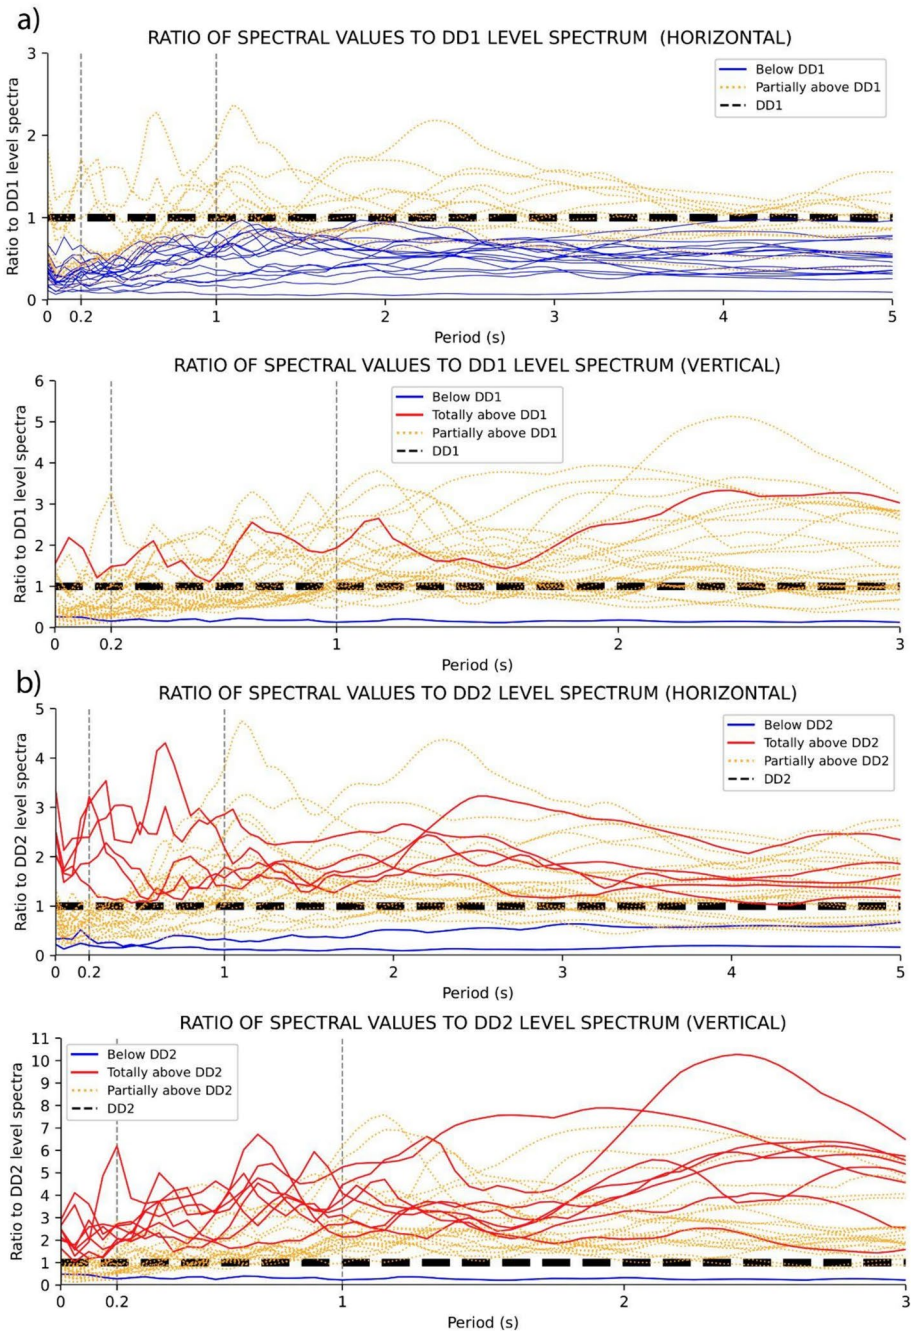 a)
RATIO OF SPECTRAL VALUES TO DD1 LEVEL SPECTRUM (HORIZONTAL)
Ratio to DD1 level spectra
3
2
1
0
Below DD1
Partially above DD1
DD1
0 0.2 1 2 3 4 5
Period (s)
RATIO OF SPECTRAL VALUES TO DD1 LEVEL SPECTRUM (VERTICAL)
Ratio to DD1 level spectra
6
5
4
3
2
1
0
Below DD1
Totally above DD1
Partially above DD1
DD1
0 0.2 1 2 3
Period (s)
b)
RATIO OF SPECTRAL VALUES TO DD2 LEVEL SPECTRUM (HORIZONTAL)
Ratio to DD2 level spectra
5
4
3
2
1
0
Below DD2
Totally above DD2
Partially above DD2
DD2
0 0.2 1 2 3 4 5
Period (s)
RATIO OF SPECTRAL VALUES TO DD2 LEVEL SPECTRUM (VERTICAL)
Ratio to DD2 level spectra
11
10
9
8
7
6
5
4
3
2
1
0
Below DD2
Totally above DD2
Partially above DD2
DD2
0 0.2 1 2 3
Period (s)